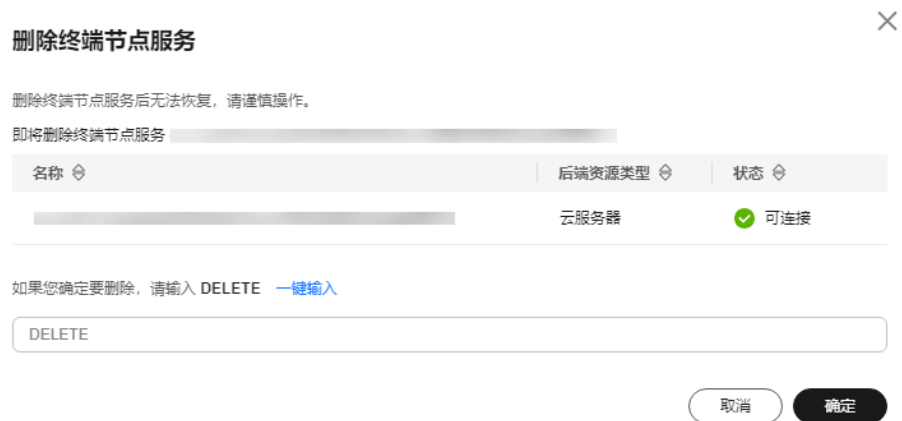 删除终端节点服务
删除终端节点服务后无法恢复，请谨慎操作。
即将删除终端节点服务
名称 后端资源类型 状态
云服务器 可连接
如果您确定要删除，请输入 DELETE 一键输入
DELETE
取消 确定